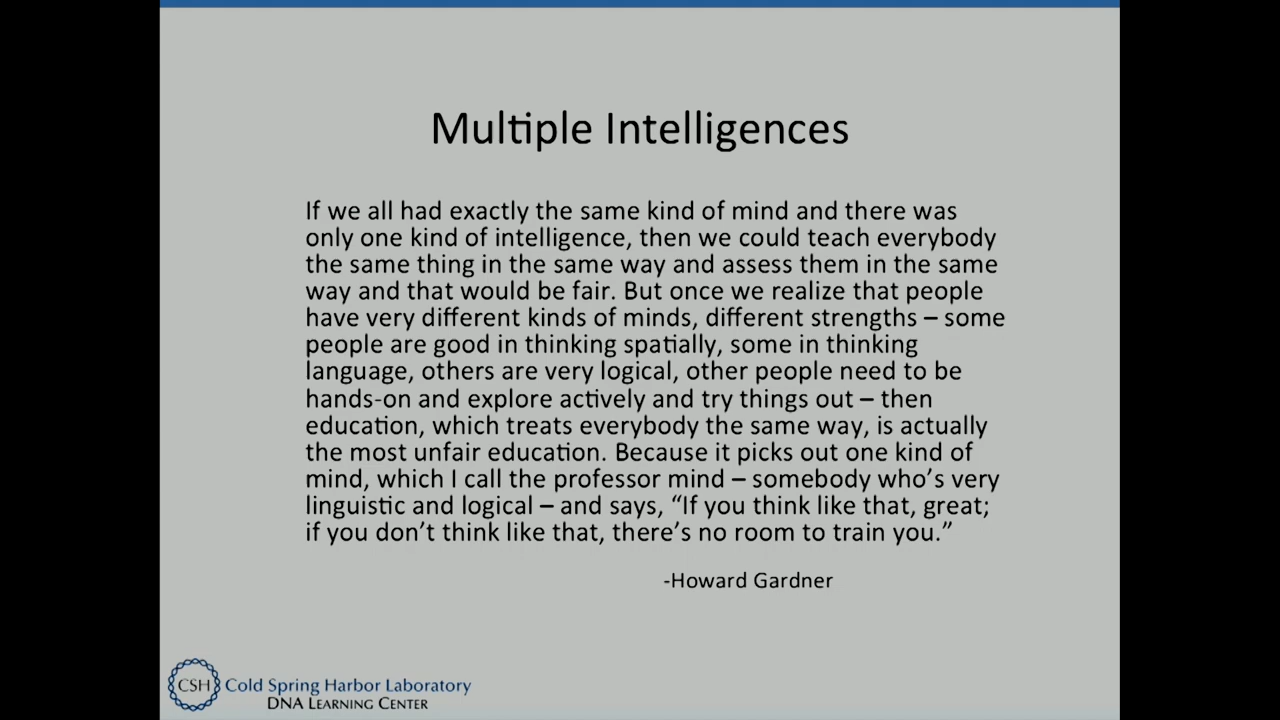 Multiple Intelligences
If we all had exactly the same kind of mind and there was
only one kind of intelligence, then we could teach everybody
the same thing in the same way and assess them in the same
way and that would be fair. But once we realize that people
have very different kinds of minds, different strengths – some
people are good in thinking spatially, some in thinking
language, others are very logical, other people need to be
hands-on and explore actively and try things out – then
education, which treats everybody the same way, is actually
the most unfair education. Because it picks out one kind of
mind, which I call the professor mind – somebody who’s very
linguistic and logical – and says, “If you think like that, great;
if you don’t think like that, there’s no room to train you.”
-Howard Gardner
CSH Cold Spring Harbor Laboratory
DNA LEARNING CENTER